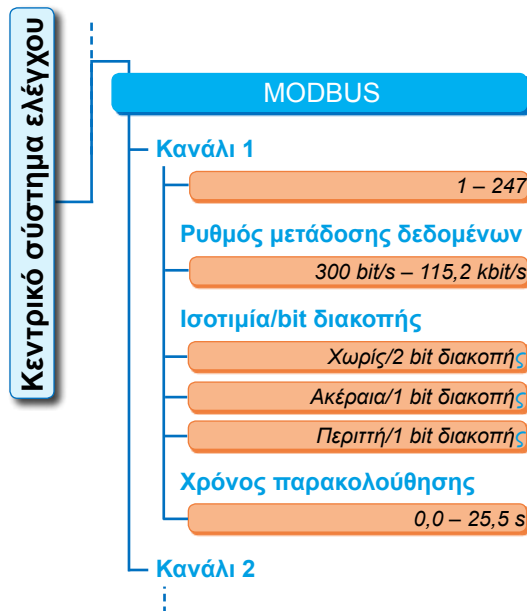 Κεντρικό σύστημα ελέγχου
MODBUS
Κανάλι 1
1 – 247
Ρυθμός μετάδοσης δεδομένων
300 bit/s – 115,2 kbit/s
Ισοτιμία/bit διακοπής
Χωρίς/2 bit διακοπής
Ακέραια/1 bit διακοπής
Περιττή/1 bit διακοπής
Χρόνος παρακολούθησης
0,0 – 25,5 s
Κανάλι 2